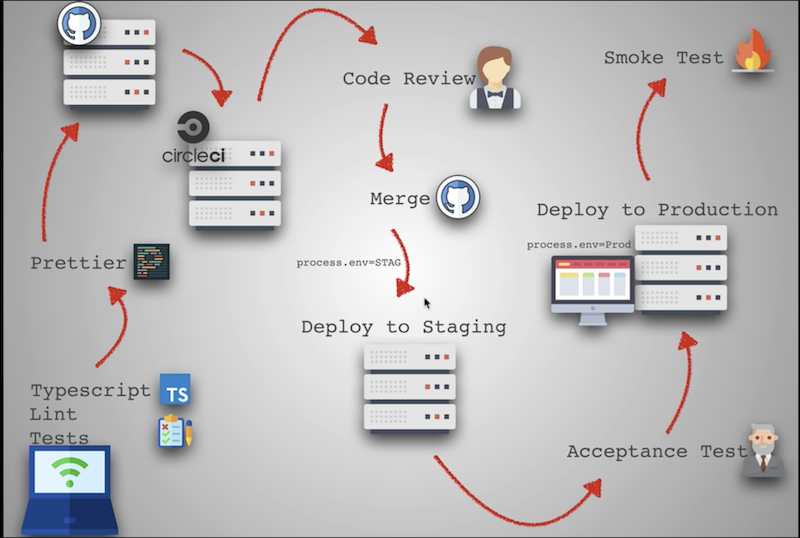 Typescript
TS
Lint
Tests
Prettier
circleci
Code Review
Merge
process.env=STAG
Deploy to Staging
Acceptance Test
Deploy to Production
process.env=Prod
Smoke Test